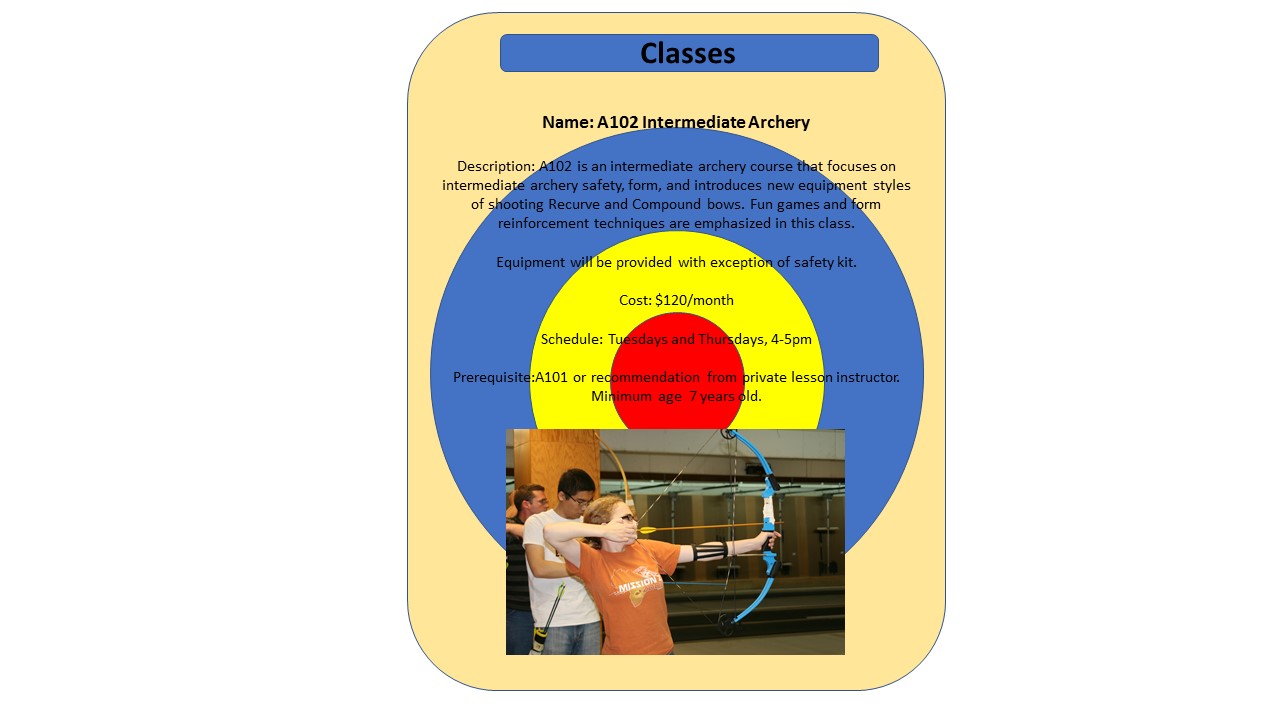 Classes
Name: A102 Intermediate Archery
Description: A102 is an intermediate archery course that focuses on
intermediate archery safety, form, and introduces new equipment styles
of shooting Recurve and Compound bows. Fun games and form
reinforcement techniques are emphasized in this class.
Equipment will be provided with exception of safety kit.
Cost: $120/month
Schedule: Tuesdays and Thursdays, 4-5pm
Prerequisite:A101 or recommendation from private lesson instructor.
Minimum age 7 years old.
MISSION